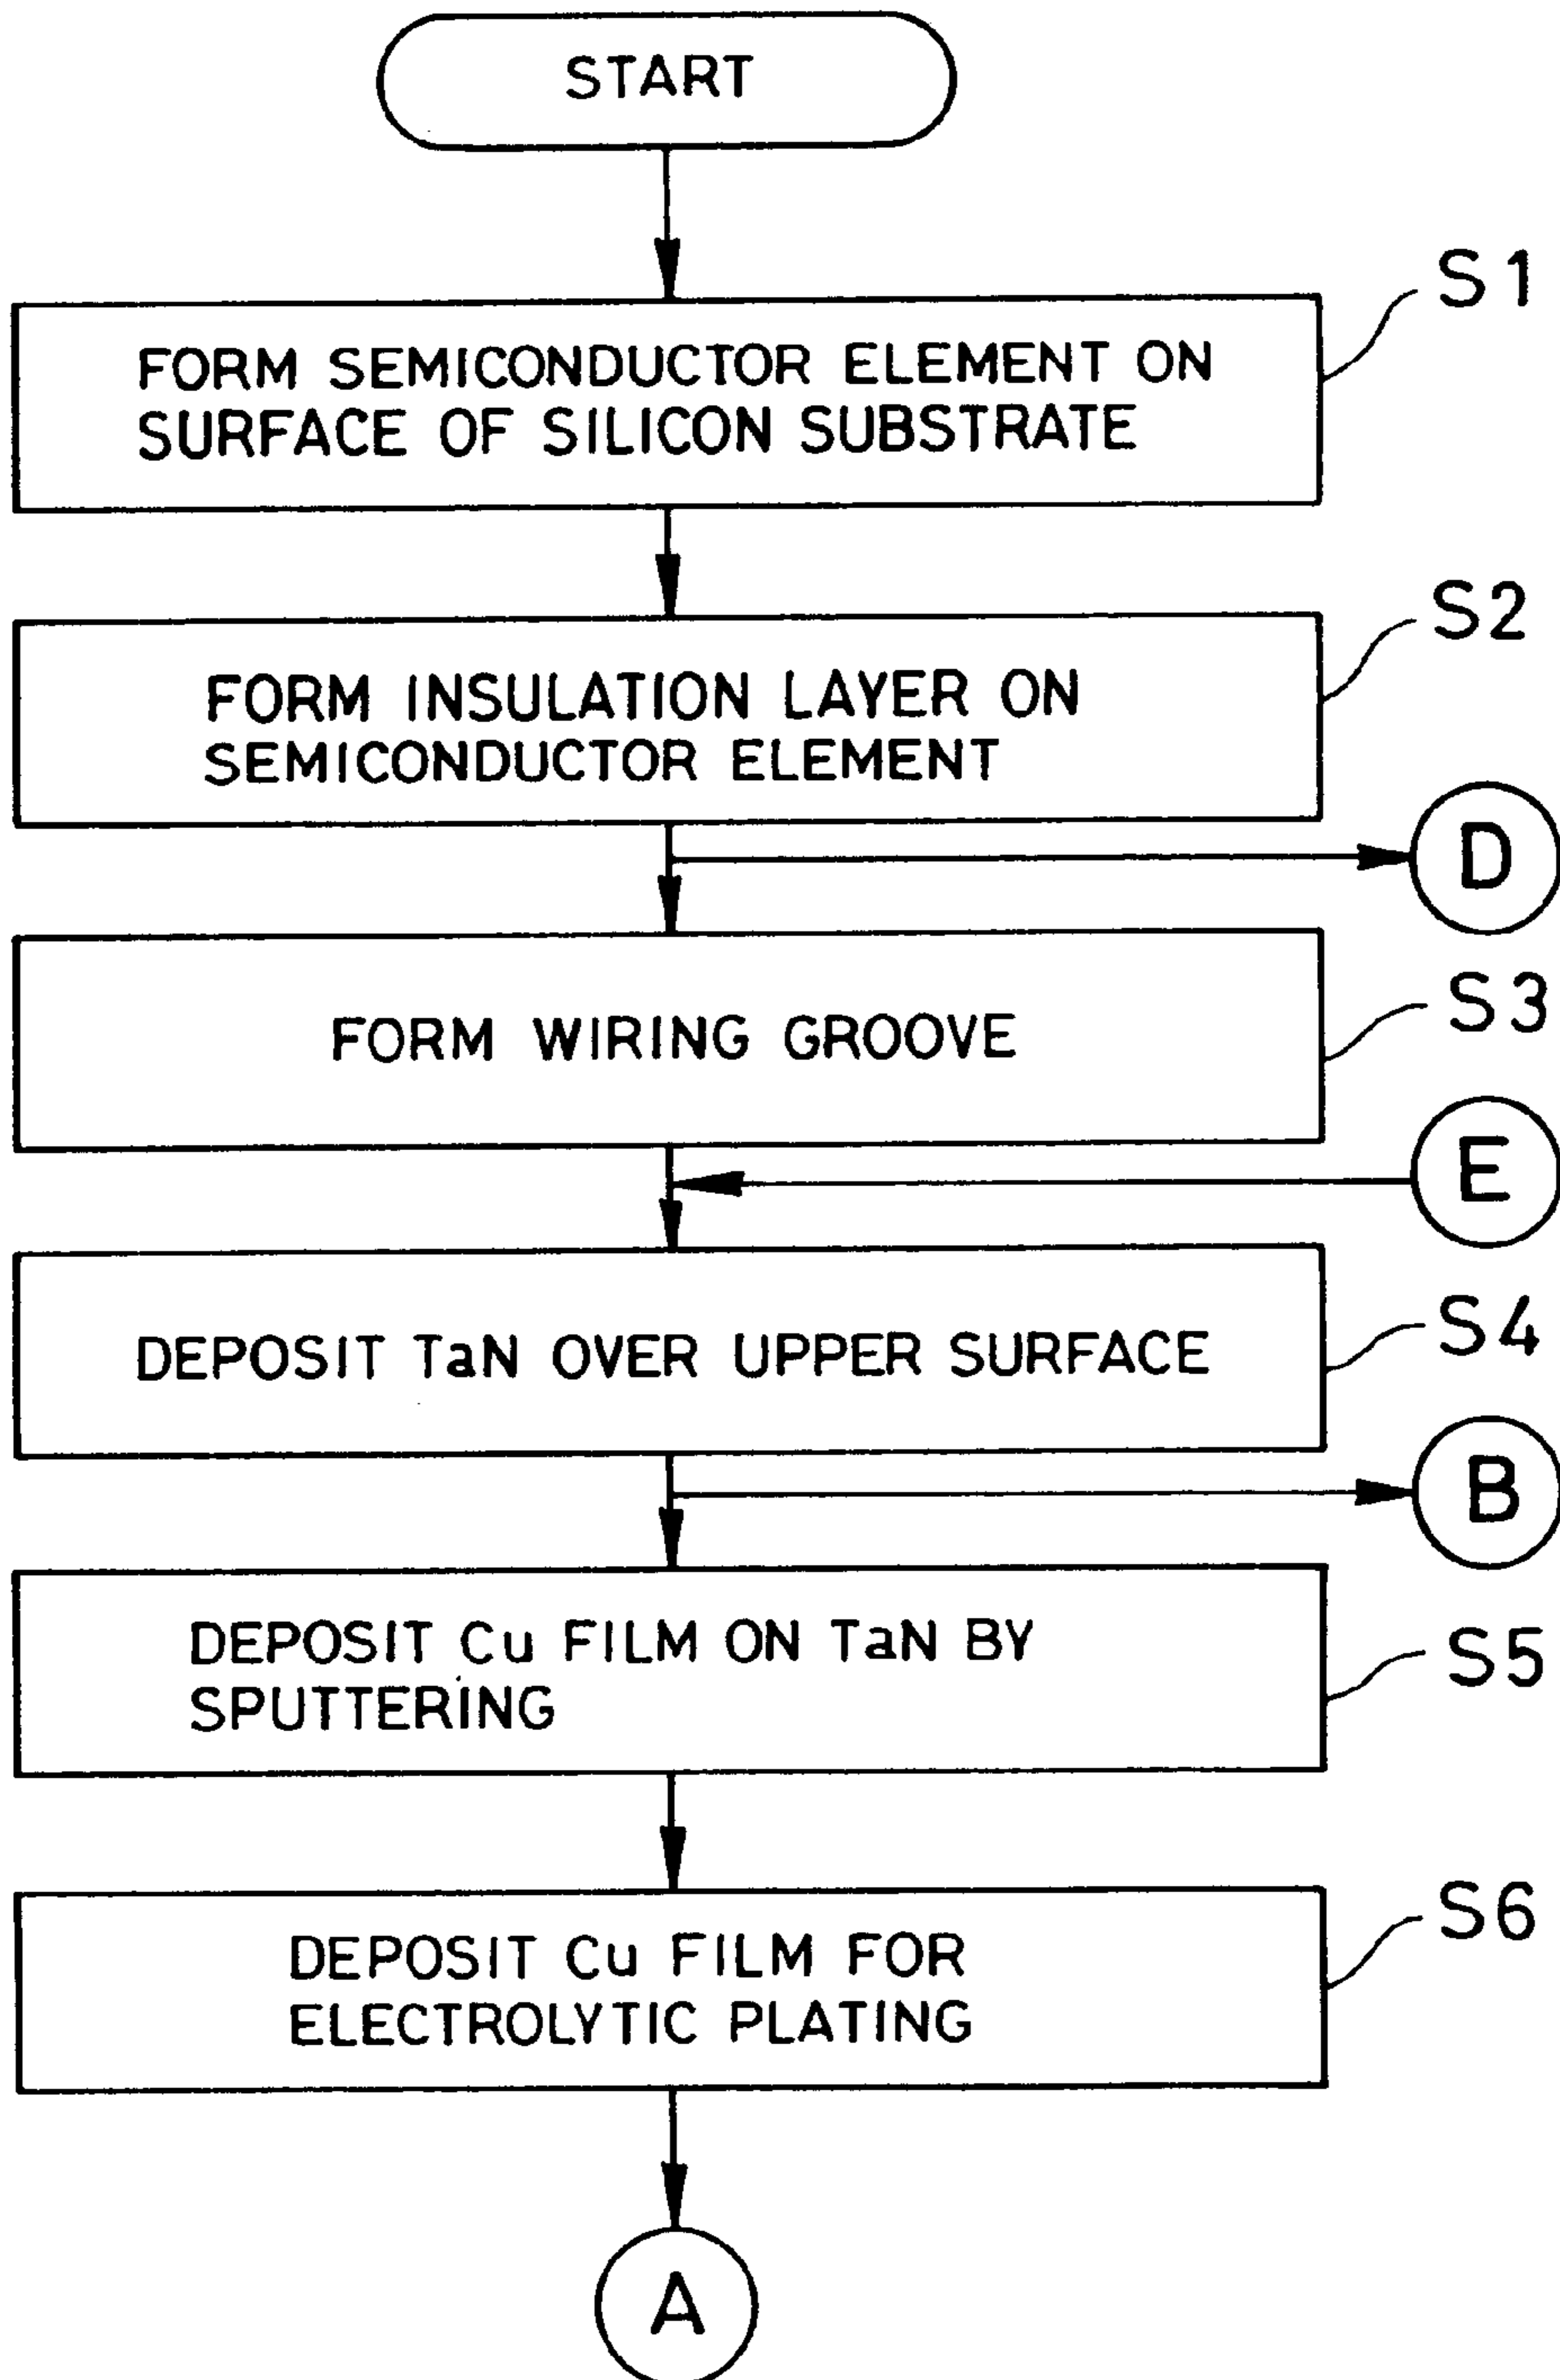 START
S1
FORM SEMICONDUCTOR ELEMENT ON
SURFACE OF SILICON SUBSTRATE
S2
FORM INSULATION LAYER ON
SEMICONDUCTOR ELEMENT
D
S3
FORM WIRING GROOVE
E
S4
DEPOSIT TaN OVER UPPER SURFACE
B
DEPOSIT Cu FILM ON TaN BY
SPUTTERING
S5
S6
DEPOSIT Cu FILM FOR
ELECTROLYTIC PLATING
A